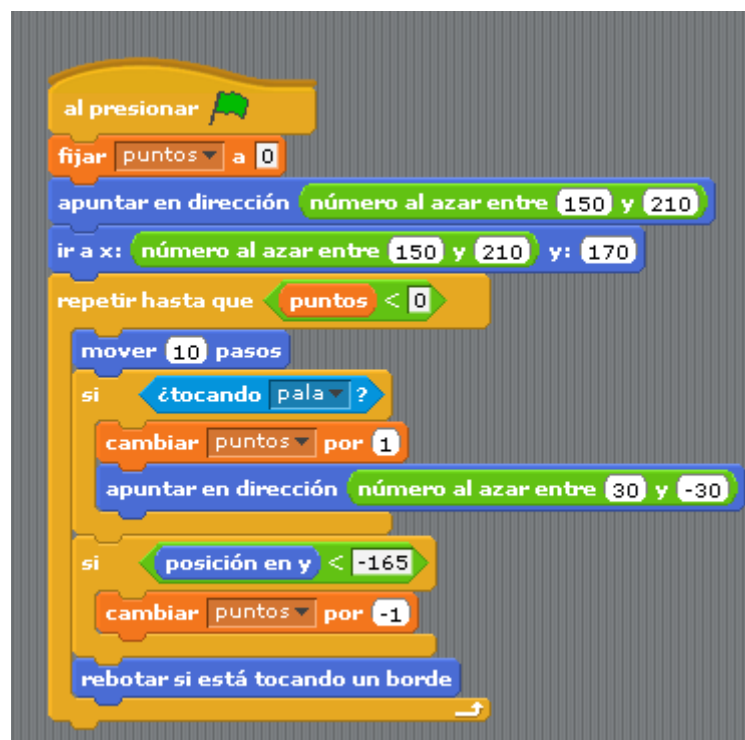 al presionar
fijar puntos a 0
apuntar en dirección número al azar entre 150 y 210
ir a x: número al azar entre 150 y 210 y: 170
repetir hasta que puntos < 0
mover 10 pasos
si ¿tocando pala ?
cambiar puntos por 1
apuntar en dirección número al azar entre 30 y -30
si posición en y < -165
cambiar puntos por -1
rebotar si está tocando un borde